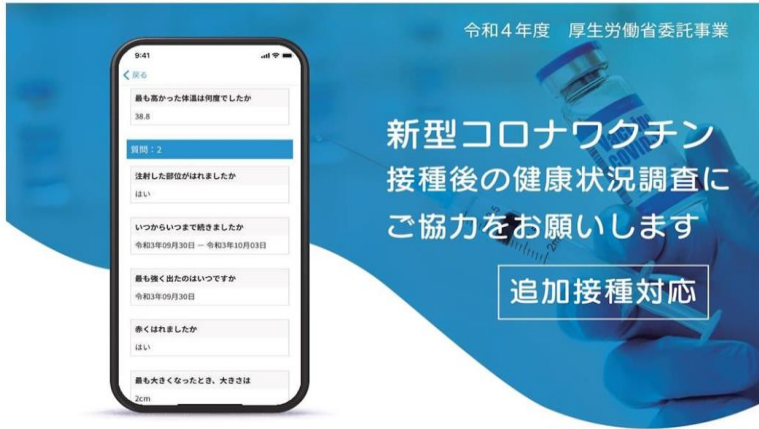 令和4年度 厚生労働省委託事業
新型コロナワクチン
接種後の健康状況調査に
ご協力をお願いします
追加接種対応
9:41
戻る
最も高かった体温は何度でしたか
38.8
質問:2
注射した部位がはれましたか
はい
いつからいつまで続きましたか
令和3年09月30日 ー 令和3年10月03日
最も強く出たのはいつですか
令和3年09月30日
赤くはれましたか
はい
最も大きくなったとき、大きさは
2cm